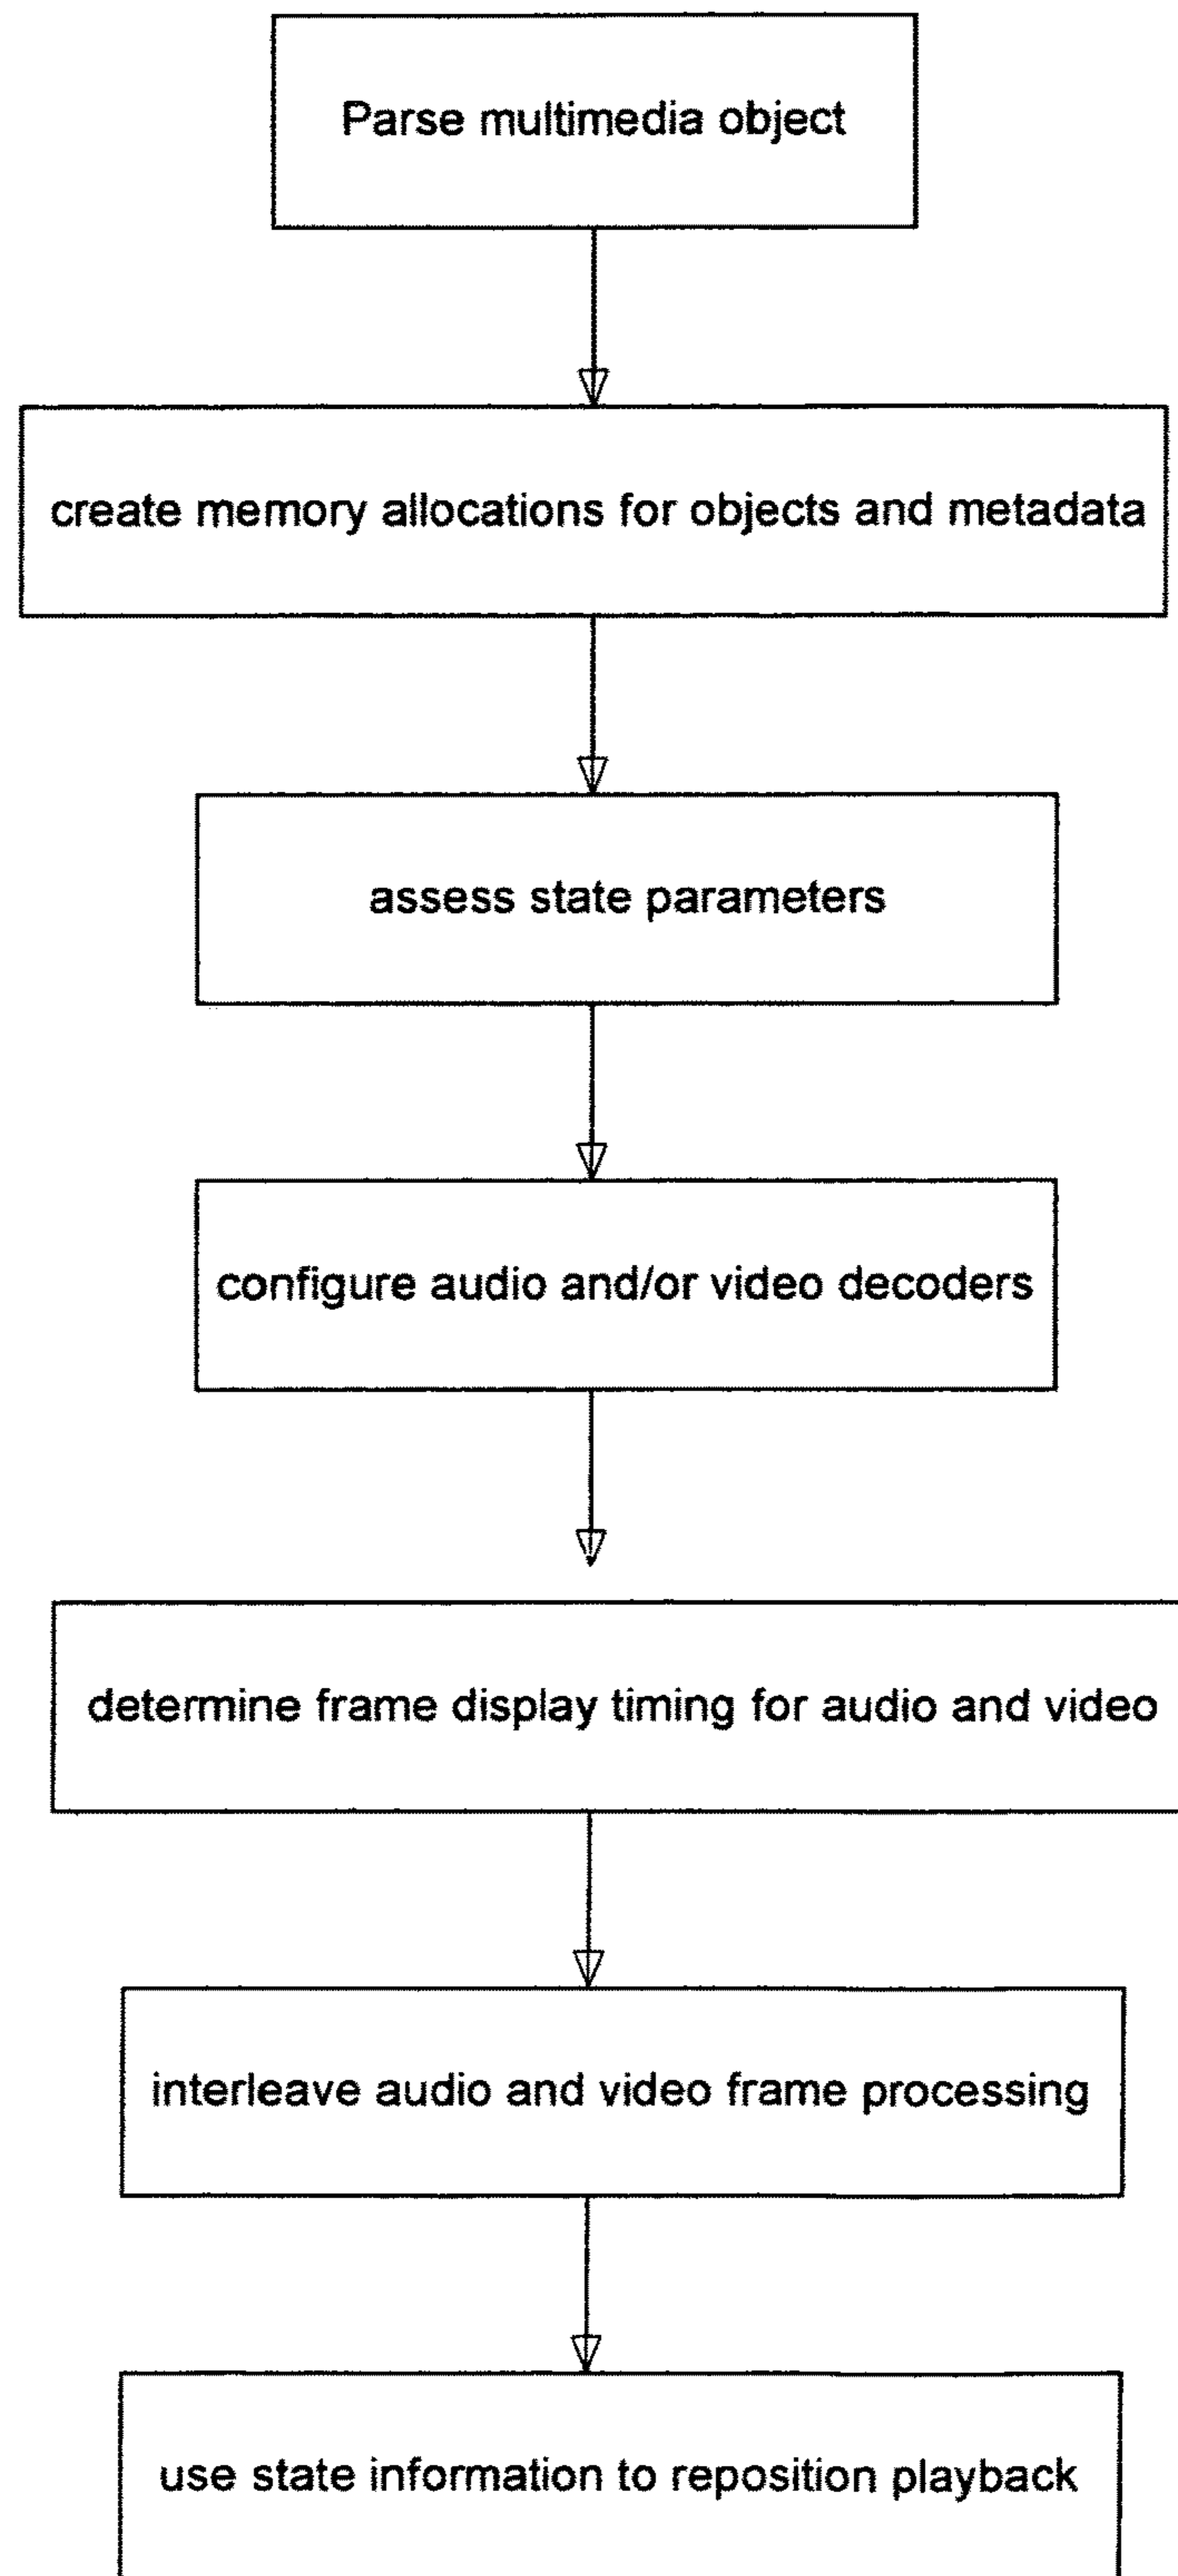 Parse multimedia object
create memory allocations for objects and metadata
assess state parameters
configure audio and/or video decoders
determine frame display timing for audio and video
interleave audio and video frame processing
use state information to reposition playback